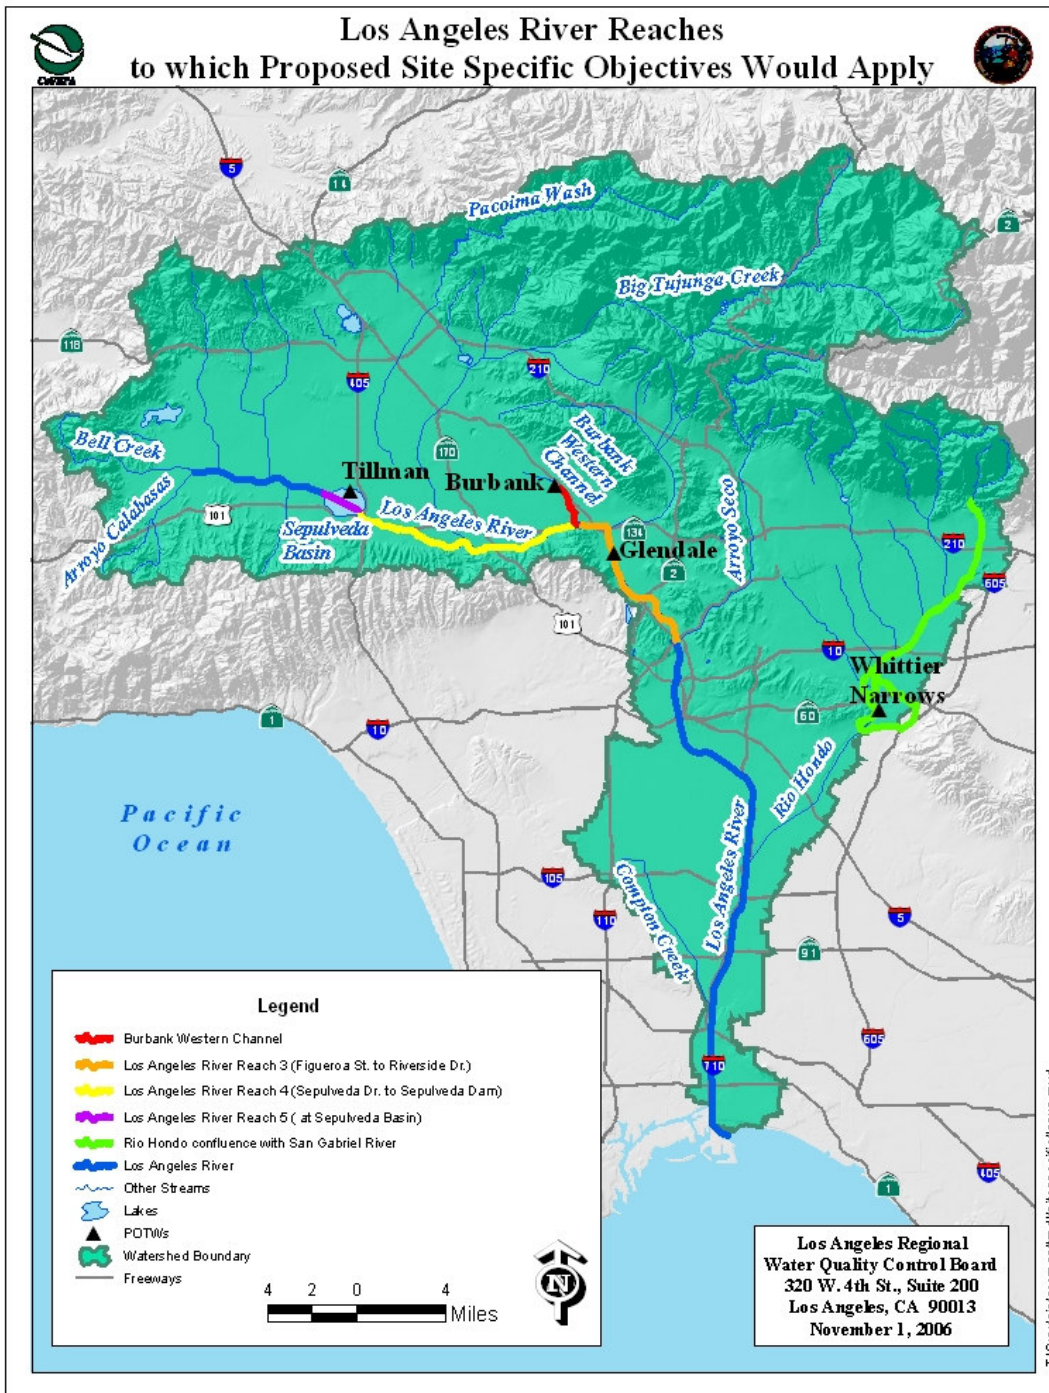 Los Angeles River Reaches
to which Proposed Site Specific Objectives Would Apply
5
14
2
Pacoima Wash
Big Tujunga Creek
118
405
210
Bell Creek
170
Burbank
Western
Channel
Tillman
Burbank
101
Los Angeles River
Arroyo Calabasas
Sepulveda
Basin
134
Glendale
2
Arroyo Seco
210
605
101
10
Whittier
Narrows
60
1
10
Rio Hondo
Pacific
Ocean
Los Angeles River
105
Compton Creek
110
5
91
605
710
405
1
Legend
Burbank Western Channel
Los Angeles River Reach 3 (Figueroa St. to Riverside Dr.)
Los Angeles River Reach 4 (Sepulveda Dr. to Sepulveda Dam)
Los Angeles River Reach 5 ( at Sepulveda Basin)
Rio Hondo confluence with San Gabriel River
Los Angeles River
Other Streams
Lakes
POTWs
Watershed Boundary
Freeways
4 2 0 4
Miles
N
Los Angeles Regional
Water Quality Control Board
320 W. 4th St., Suite 200
Los Angeles, CA 90013
November 1, 2006